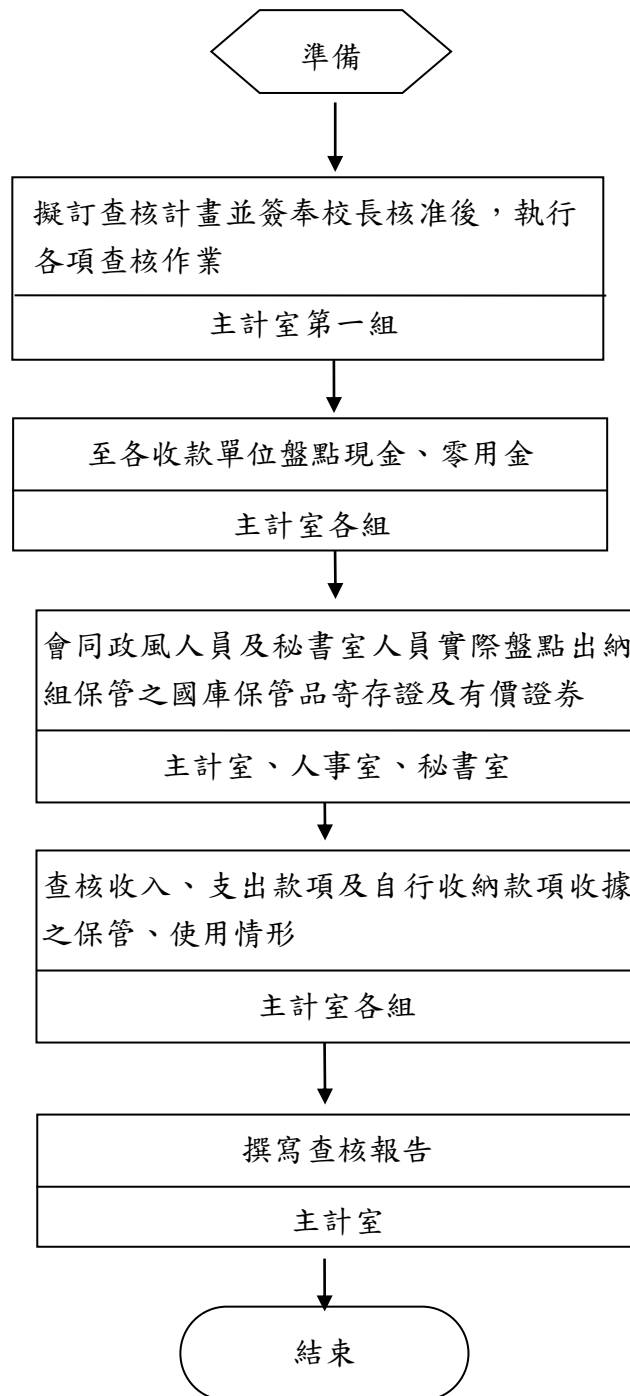 準備
擬訂查核計畫並簽奉校長核准後，執行
各項查核作業
主計室第一組
至各收款單位盤點現金、零用金
主計室各組
會同政風人員及秘書室人員實際盤點出納
組保管之國庫保管品寄存證及有價證券
主計室、人事室、秘書室
查核收入、支出款項及自行收納款項收據
之保管、使用情形
主計室各組
撰寫查核報告
主計室
結束